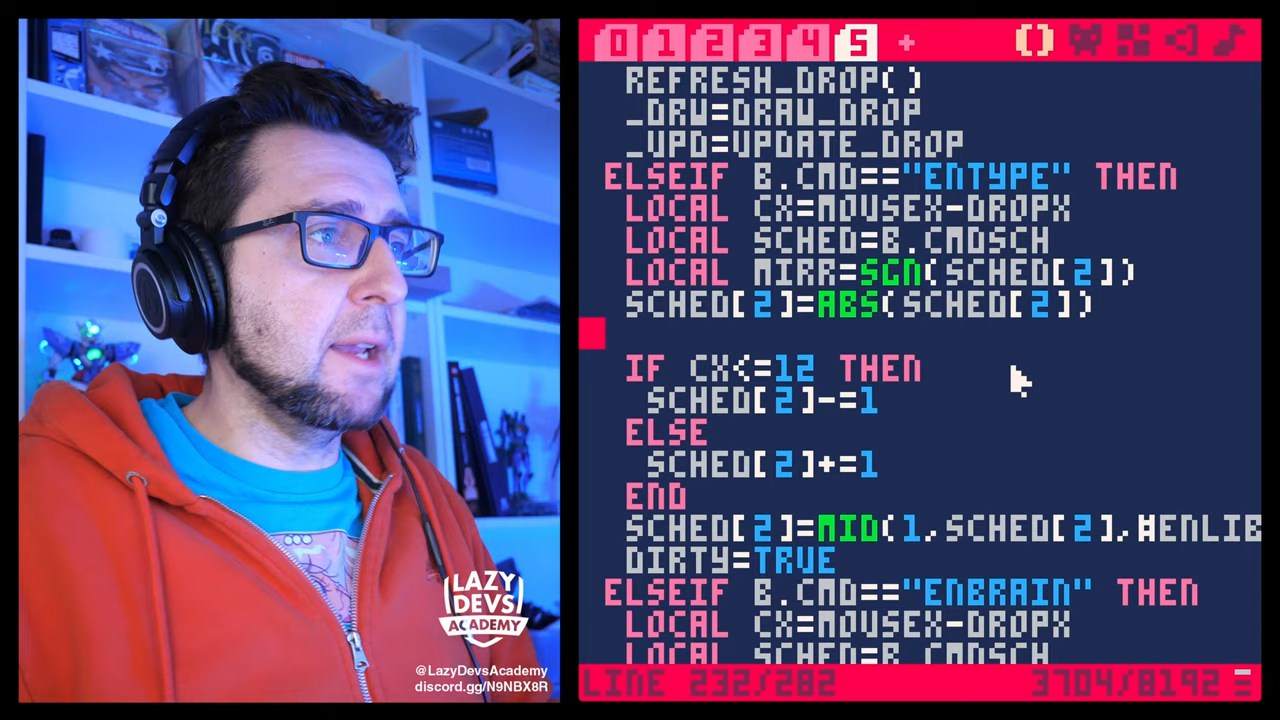 LAZY
DEVS
ACADEMY
@LazyDevsAcademy
discord.gg/N9NBX8R
0 1 2 3 4 5 + ()
REFRESH_DROP()
_DRW=DRAW_DROP
_UPD=UPDATE_DROP
ELSEIF B.CMD=="ENTYPE" THEN
LOCAL CX=MOUSEX-DROPX
LOCAL SCHED=B.CMDSCH
LOCAL MIRR=SGN(SCHED[2])
SCHED[2]=ABS(SCHED[2])
IF CX<=12 THEN
SCHED[2]-=1
ELSE
SCHED[2]+=1
END
SCHED[2]=MID(1,SCHED[2],#ENLIB
DIRTY=TRUE
ELSEIF B.CMD=="ENBRAIN" THEN
LOCAL CX=MOUSEX-DROPX
LOCAL SCHED=B.CMDSCH
LINE 232/282 3704/8192